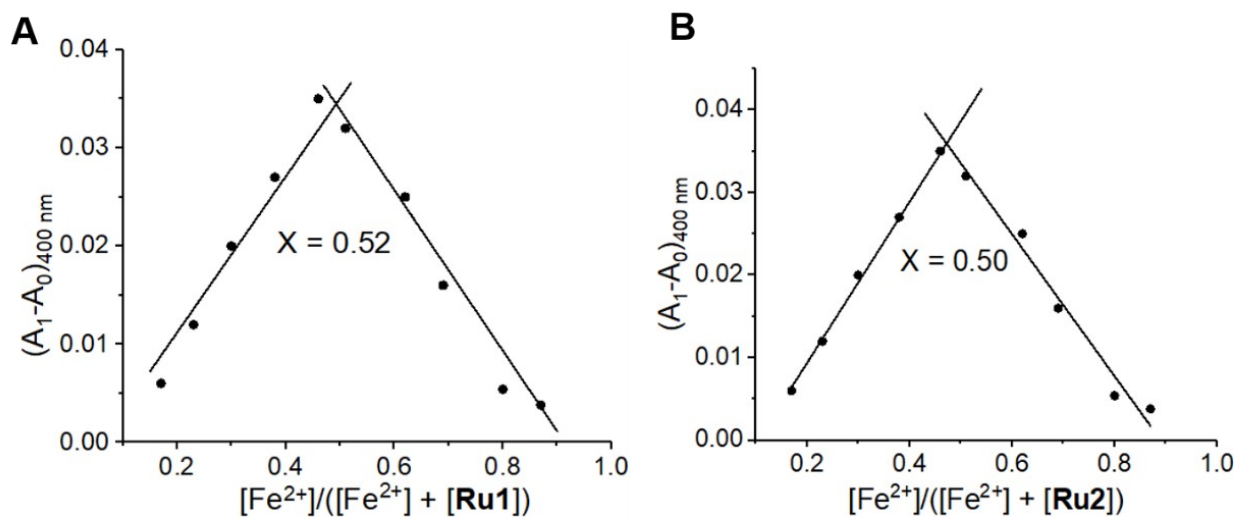 A
(A₁-A₀)₄₀₀ ₙₘ
0.04
0.03
0.02
0.01
0.00
X = 0.52
0.2 0.4 0.6 0.8 1.0
[Fe²⁺]/([Fe²⁺] + [Ru1])
B
(A₁-A₀)₄₀₀ ₙₘ
0.04
0.03
0.02
0.01
0.00
X = 0.50
0.2 0.4 0.6 0.8 1.0
[Fe²⁺]/([Fe²⁺] + [Ru2])